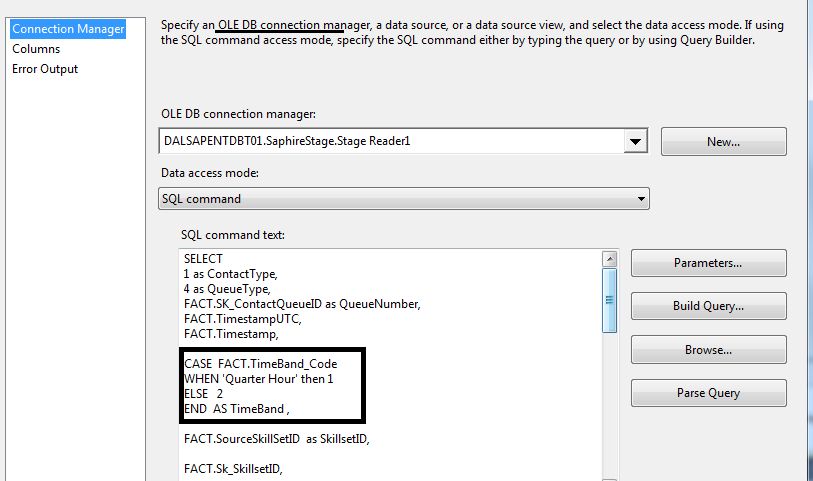 Connection Manager
Columns
Error Output
Specify an OLE DB connection manager, a data source, or a data source view, and select the data access mode. If using
the SQL command access mode, specify the SQL command either by typing the query or by using Query Builder.
OLE DB connection manager:
DALSAPENTDBT01.SaphireStage.Stage Reader1
New...
Data access mode:
SQL command
SQL command text:
SELECT
1 as ContactType,
4 as QueueType,
FACT.SK_ContactQueueID as QueueNumber,
FACT.TimestampUTC,
FACT.Timestamp,
CASE  FACT.TimeBand_Code
WHEN 'Quarter Hour' then 1
ELSE   2
END  AS TimeBand ,
FACT.SourceSkillSetID  as SkillsetID,
FACT.Sk_SkillsetID,
Parameters...
Build Query...
Browse...
Parse Query